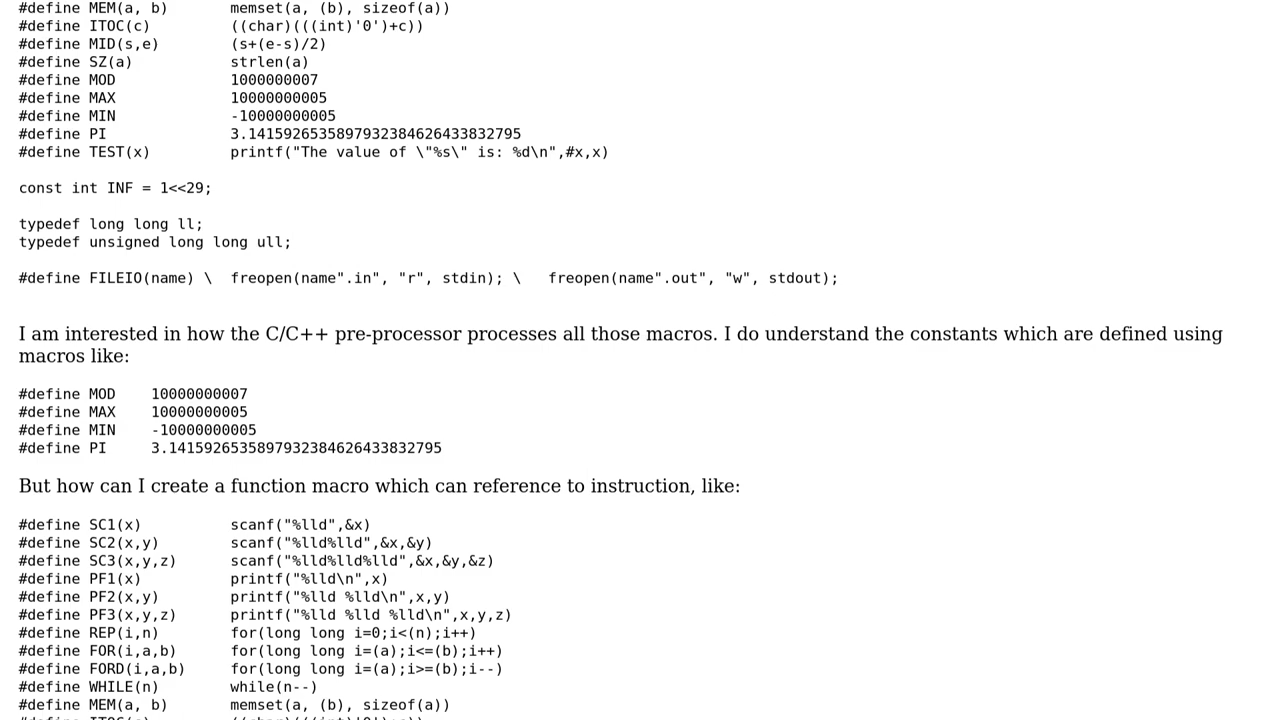 #define MEM(a, b) memset(a, (b), sizeof(a))
#define ITOC(c) ((char)(((int)'0')+c))
#define MID(s,e) (s+(e-s)/2)
#define SZ(a) strlen(a)
#define MOD 1000000007
#define MAX 10000000005
#define MIN -10000000005
#define PI 3.1415926535897932384626433832795
#define TEST(x) printf("The value of \"%s\" is: %d\n",#x,x)
const int INF = 1<<29;
typedef long long ll;
typedef unsigned long long ull;
#define FILEIO(name) \ freopen(name".in", "r", stdin); \ freopen(name".out", "w", stdout);
I am interested in how the C/C++ pre-processor processes all those macros. I do understand the constants which are defined using
macros like:
#define MOD 10000000007
#define MAX 10000000005
#define MIN -10000000005
#define PI 3.1415926535897932384626433832795
But how can I create a function macro which can reference to instruction, like:
#define SC1(x) scanf("%lld",&x)
#define SC2(x,y) scanf("%lld%lld",&x,&y)
#define SC3(x,y,z) scanf("%lld%lld%lld",&x,&y,&z)
#define PF1(x) printf("%lld\n",x)
#define PF2(x,y) printf("%lld %lld\n",x,y)
#define PF3(x,y,z) printf("%lld %lld %lld\n",x,y,z)
#define REP(i,n) for(long long i=0;i<(n);i++)
#define FOR(i,a,b) for(long long i=(a);i<=(b);i++)
#define FORD(i,a,b) for(long long i=(a);i>=(b);i--)
#define WHILE(n) while(n--)
#define MEM(a, b) memset(a, (b), sizeof(a))
#define ITOC(c) ((char)(((int)'0')+c))